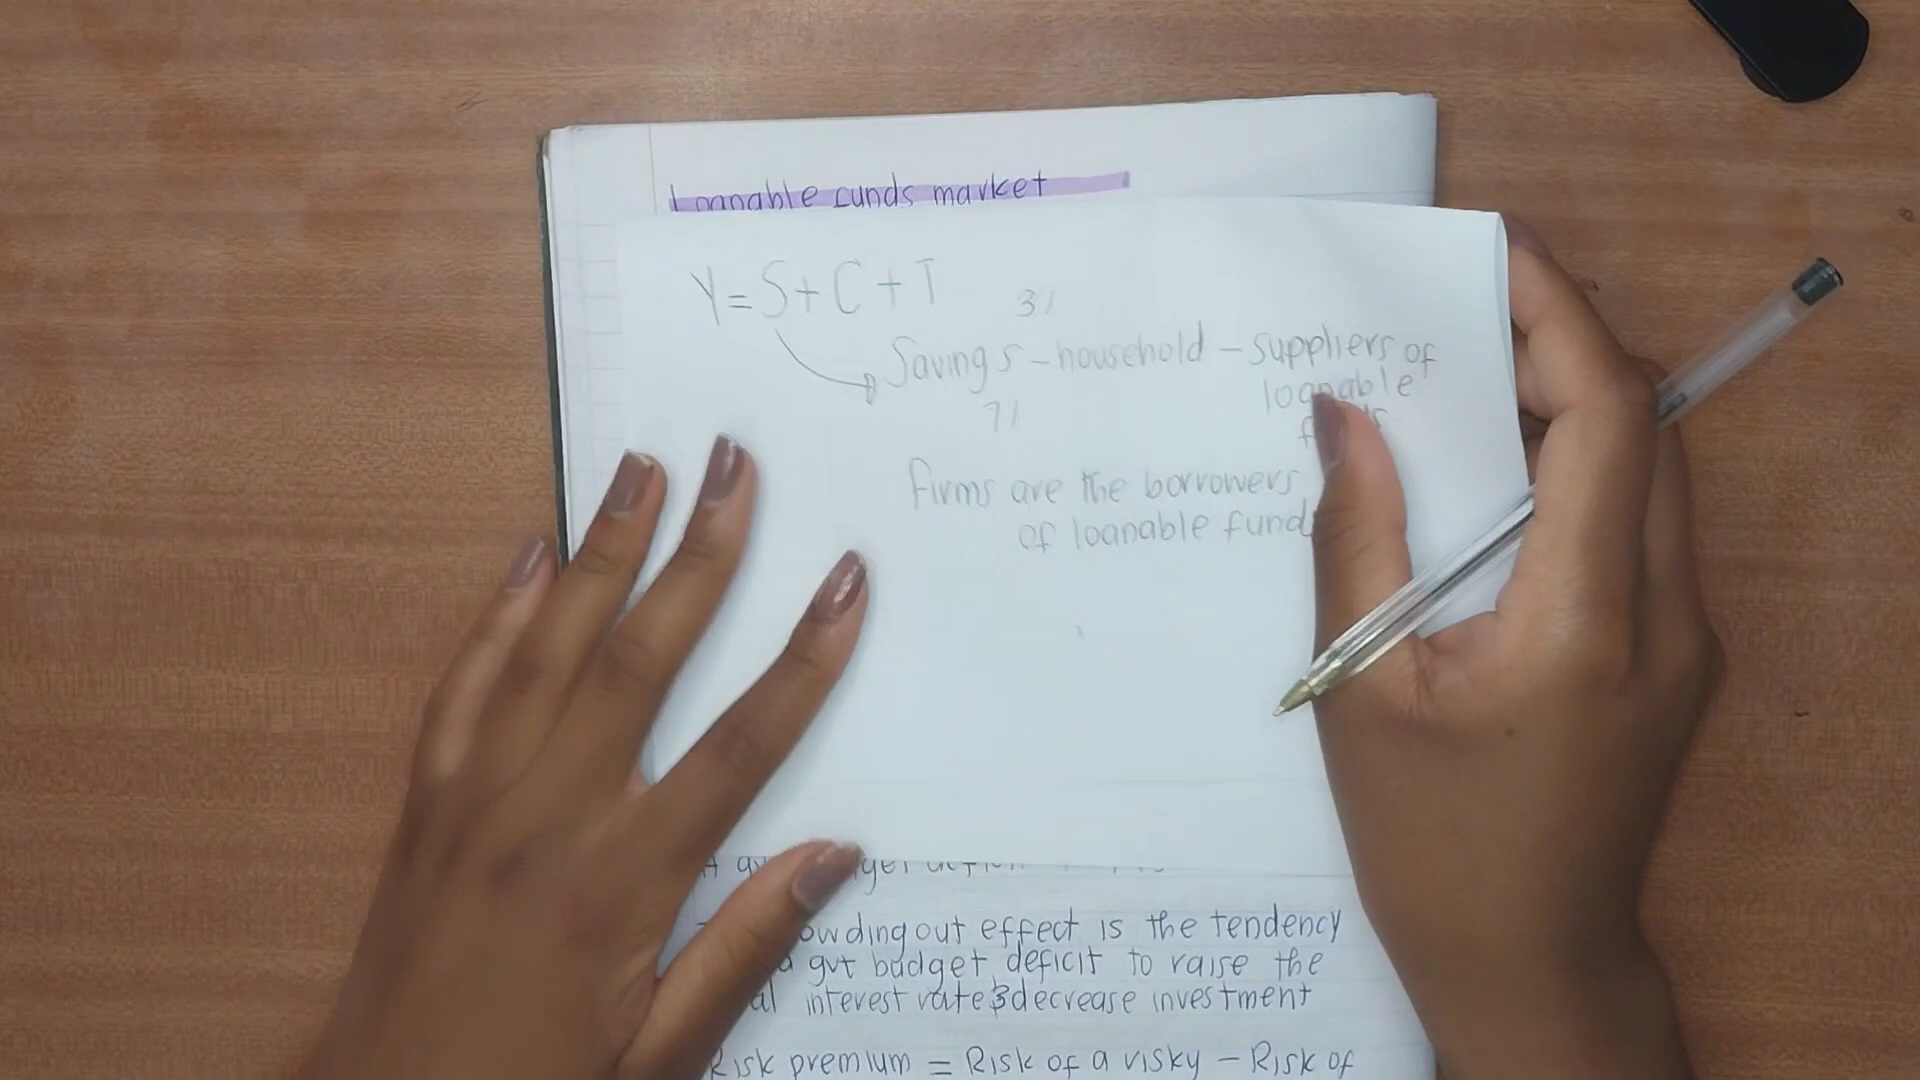 Loanable funds market
Y=S+C+T
31
Savings - household - suppliers of
loanable
71
firms are the borrowers
of loanable fund
out effect is the tendency
gvt budget deficit to raise the
interest rate & decrease investment
Risk premium = Risk of a risky - Risk of